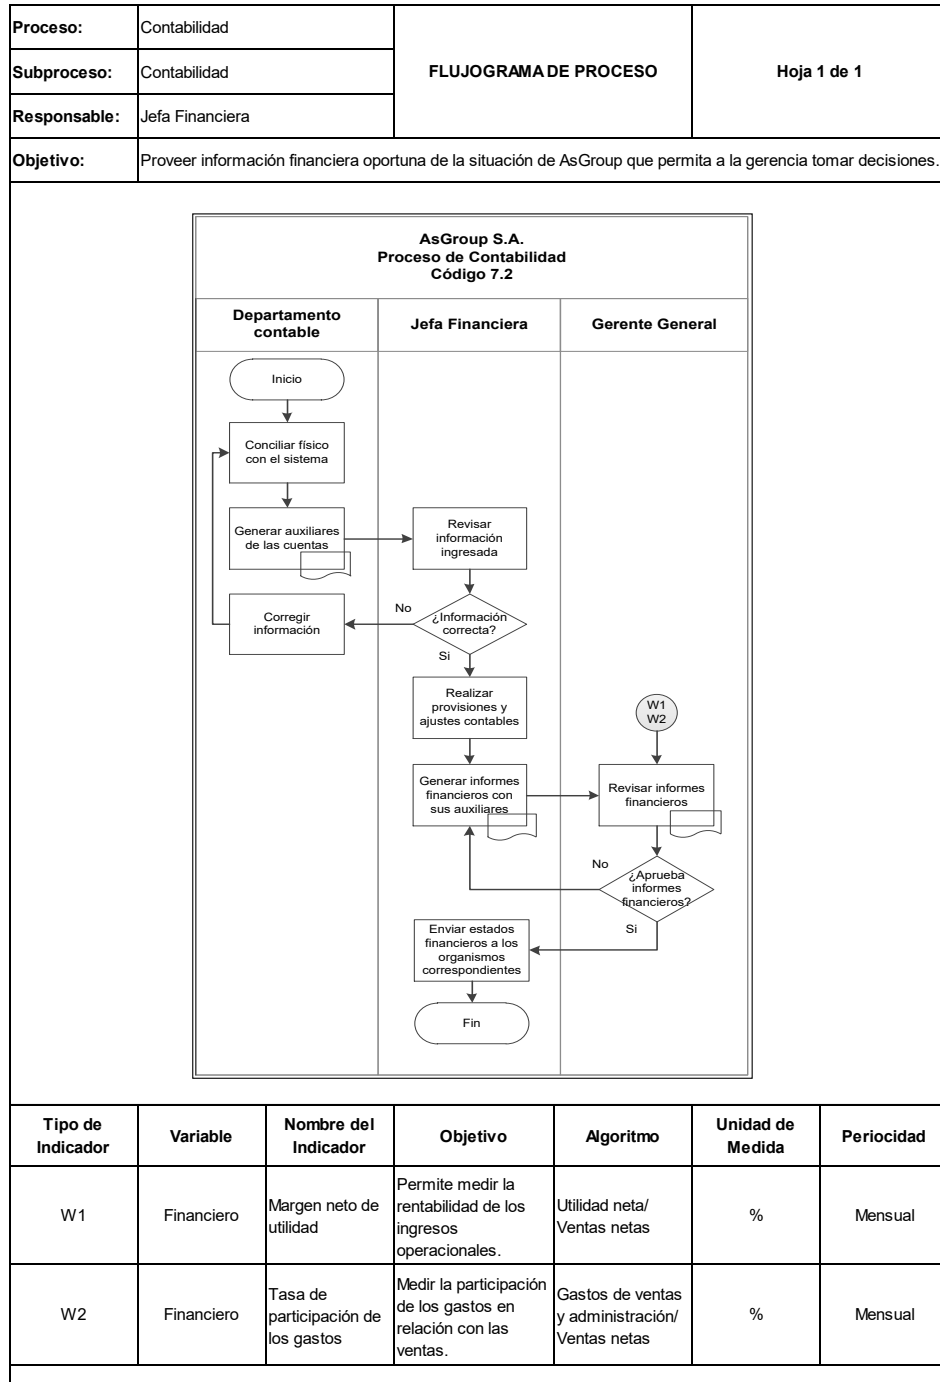 Proceso:
Contabilidad
Subproceso:
Contabilidad
Responsable:
Jefa Financiera
FLUJOGRAMA DE PROCESO
Hoja 1 de 1
Objetivo:
Proveer información financiera oportuna de la situación de AsGroup que permita a la gerencia tomar decisiones.
AsGroup S.A.
Proceso de Contabilidad
Código 7.2
Departamento
contable
Jefa Financiera
Gerente General
Inicio
Conciliar físico
con el sistema
Generar auxiliares
de las cuentas
Revisar
información
ingresada
¿Información
correcta?
No
Corregir
información
Si
Realizar
provisiones y
ajustes contables
W1
W2
Generar informes
financieros con
sus auxiliares
Revisar informes
financieros
No
¿Aprueba
informes
financieros?
Si
Enviar estados
financieros a los
organismos
correspondientes
Fin
Tipo de
Indicador
Variable
Nombre del
Indicador
Objetivo
Algoritmo
Unidad de
Medida
Periocidad
W1
Financiero
Margen neto de
utilidad
Permite medir la
rentabilidad de los
ingresos
operacionales.
Utilidad neta/
Ventas netas
%
Mensual
W2
Financiero
Tasa de
participación de
los gastos
Medir la participación
de los gastos en
relación con las
ventas.
Gastos de ventas
y administración/
Ventas netas
%
Mensual